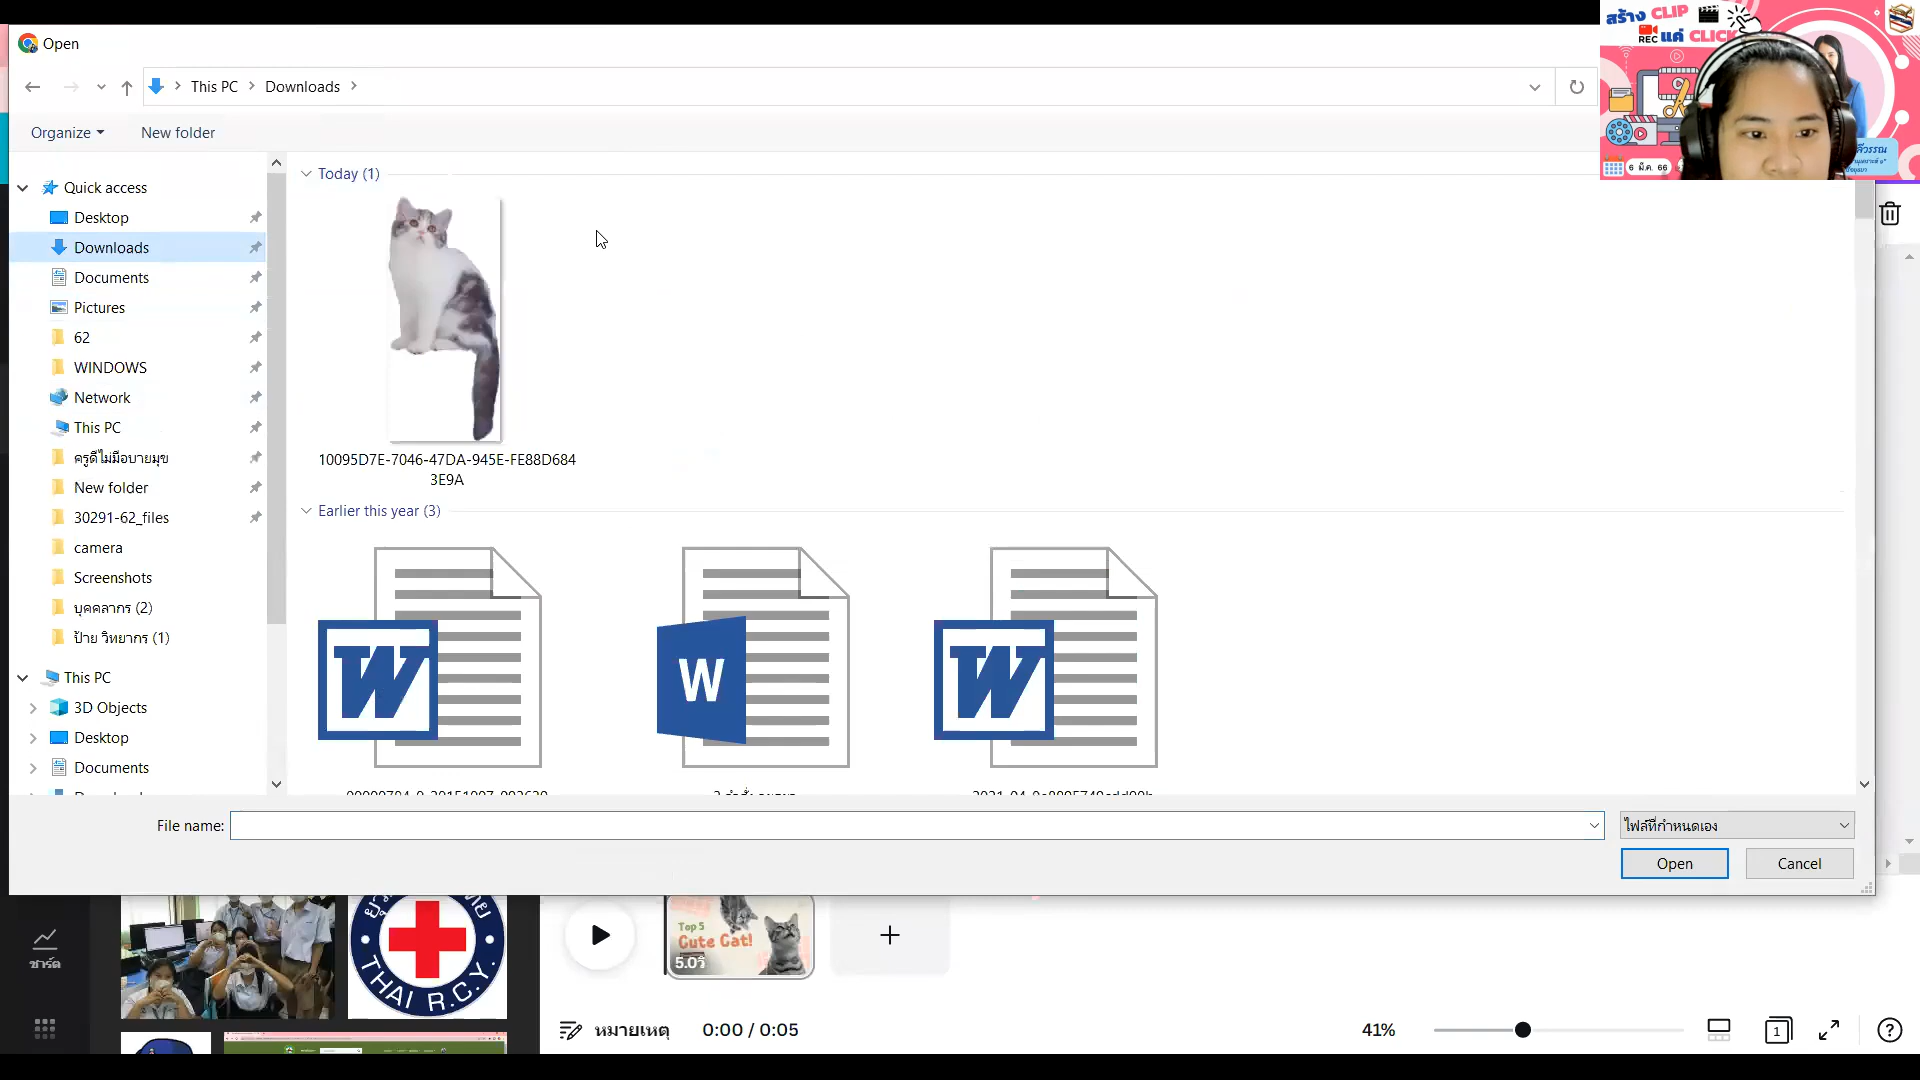 Open
This PC
Downloads
Organize
New folder
Quick access
Desktop
Downloads
Documents
Pictures
62
WINDOWS
Network
This PC
ครูดีไม่มีอบายมุข
New folder
30291-62_files
camera
Screenshots
บุคคลากร (2)
ป้าย วิทยากร (1)
This PC
3D Objects
Desktop
Documents
Today (1)
10095D7E-7046-47DA-945E-FE88D684
3E9A
Earlier this year (3)
W
W
W
File name:
ไฟล์ที่กำหนดเอง
Open
Cancel
สร้าง CLIP
REC แค่ CLICK
6 มี.ค. 66
ชาร์ต
THAI R.C.Y.
Top 5
Cute Cat!
5.0วิ
หมายเหตุ
0:00 / 0:05
41%
1